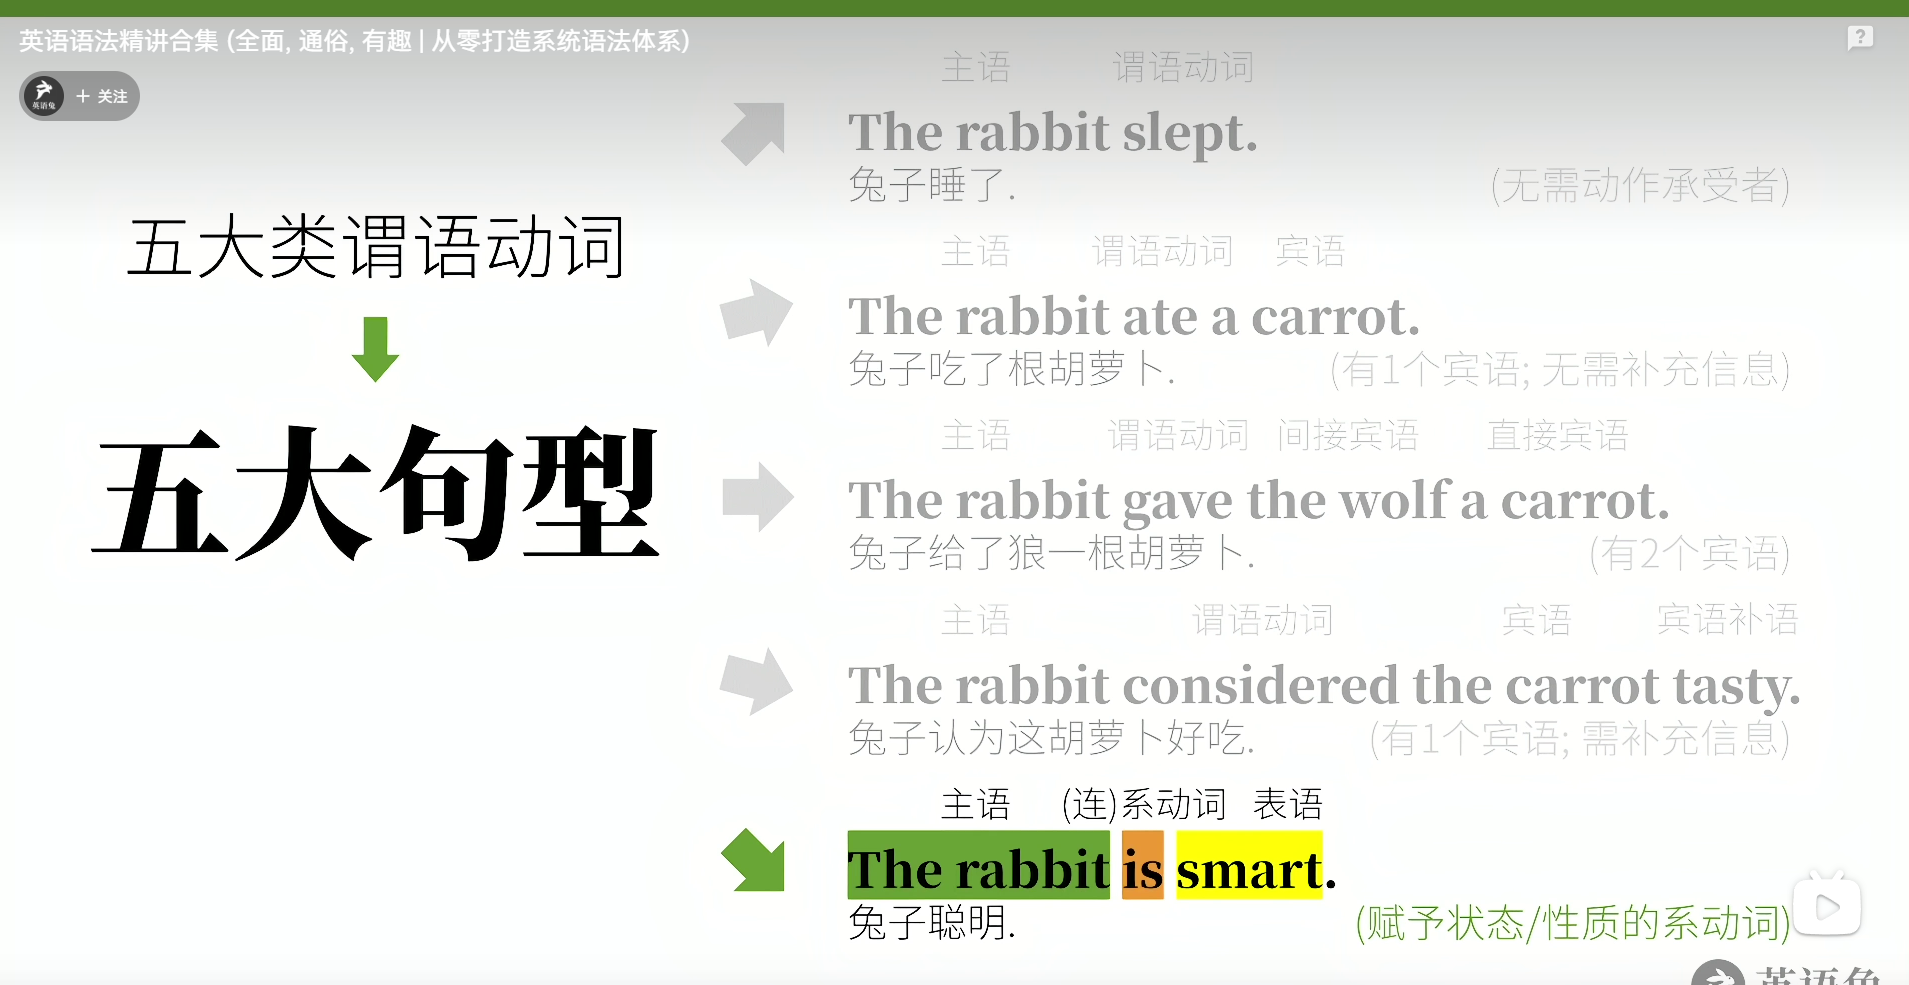 英语语法精讲合集 (全面, 通俗, 有趣 | 从零打造系统语法体系)
英语兔
+ 关注
五大类谓语动词
五大句型
主语 谓语动词
The rabbit slept.
兔子睡了. (无需动作承受者)
主语 谓语动词 宾语
The rabbit ate a carrot.
兔子吃了根胡萝卜. (有1个宾语; 无需补充信息)
主语 谓语动词 间接宾语 直接宾语
The rabbit gave the wolf a carrot.
兔子给了狼一根胡萝卜. (有2个宾语)
主语 谓语动词 宾语 宾语补语
The rabbit considered the carrot tasty.
兔子认为这胡萝卜好吃. (有1个宾语; 需补充信息)
主语 (连)系动词 表语
The rabbit is smart.
兔子聪明. (赋予状态/性质的系动词)
英语兔